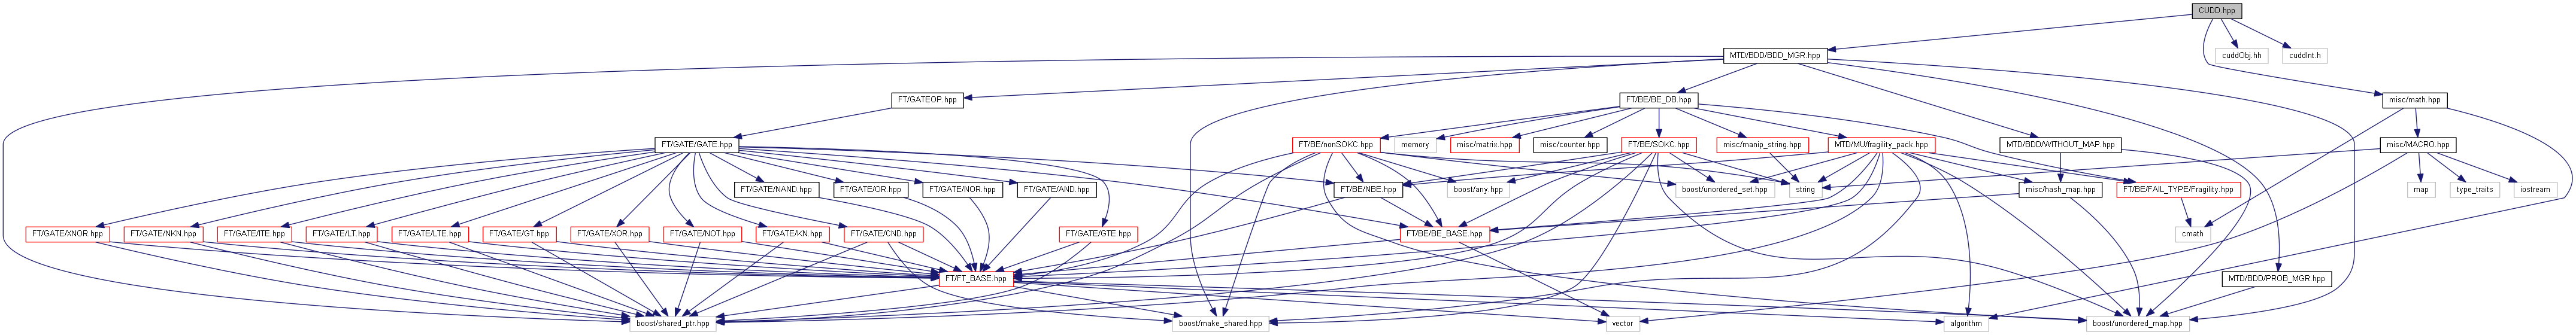 CUDD.hpp
MTD/BDD/BDD_MGR.hpp
cuddObj.hh
cuddInt.h
FT/GATEOP.hpp
FT/BE/BE_DB.hpp
misc/math.hpp
FT/GATE/GATE.hpp
FT/BE/nonSOKC.hpp
memory
misc/matrix.hpp
misc/counter.hpp
FT/BE/SOKC.hpp
misc/manip_string.hpp
MTD/MU/fragility_pack.hpp
MTD/BDD/WITHOUT_MAP.hpp
misc/MACRO.hpp
FT/GATE/NAND.hpp
FT/GATE/OR.hpp
FT/GATE/NOR.hpp
FT/GATE/AND.hpp
FT/BE/NBE.hpp
boost/any.hpp
boost/unordered_set.hpp
string
misc/hash_map.hpp
FT/BE/FAIL_TYPE/Fragility.hpp
map
type_traits
iostream
FT/GATE/XNOR.hpp
FT/GATE/NKN.hpp
FT/GATE/ITE.hpp
FT/GATE/LT.hpp
FT/GATE/LTE.hpp
FT/GATE/GT.hpp
FT/GATE/XOR.hpp
FT/GATE/NOT.hpp
FT/GATE/KN.hpp
FT/GATE/CND.hpp
FT/GATE/GTE.hpp
FT/BE/BE_BASE.hpp
cmath
FT/FT_BASE.hpp
MTD/BDD/PROB_MGR.hpp
boost/shared_ptr.hpp
boost/make_shared.hpp
vector
algorithm
boost/unordered_map.hpp